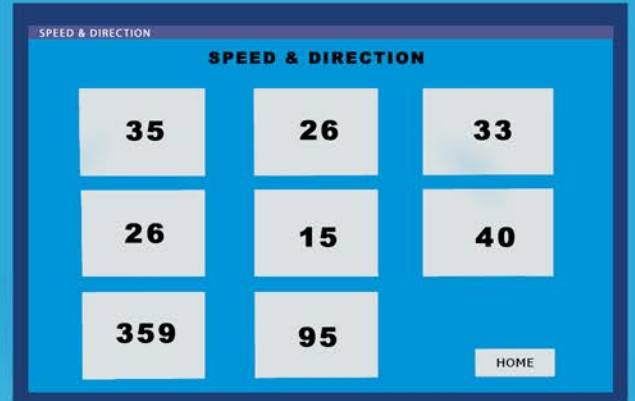 SPEED & DIRECTION
SPEED & DIRECTION
35 26 33
26 15 40
359 95
HOME